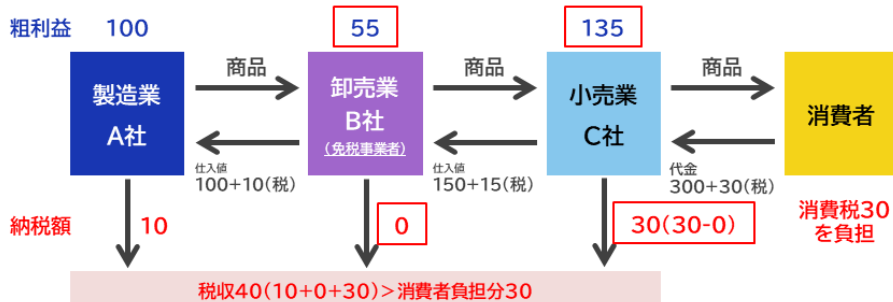 粗利益 100 55 135
商品 商品 商品
製造業
A社
卸売業
B社
(免税事業者)
小売業
C社
消費者
仕入値
100+10(税)
仕入値
150+15(税)
代金
300+30(税)
納税額 10 0 30(30-0)
消費税30
を負担
税収40(10+0+30)>消費者負担分30